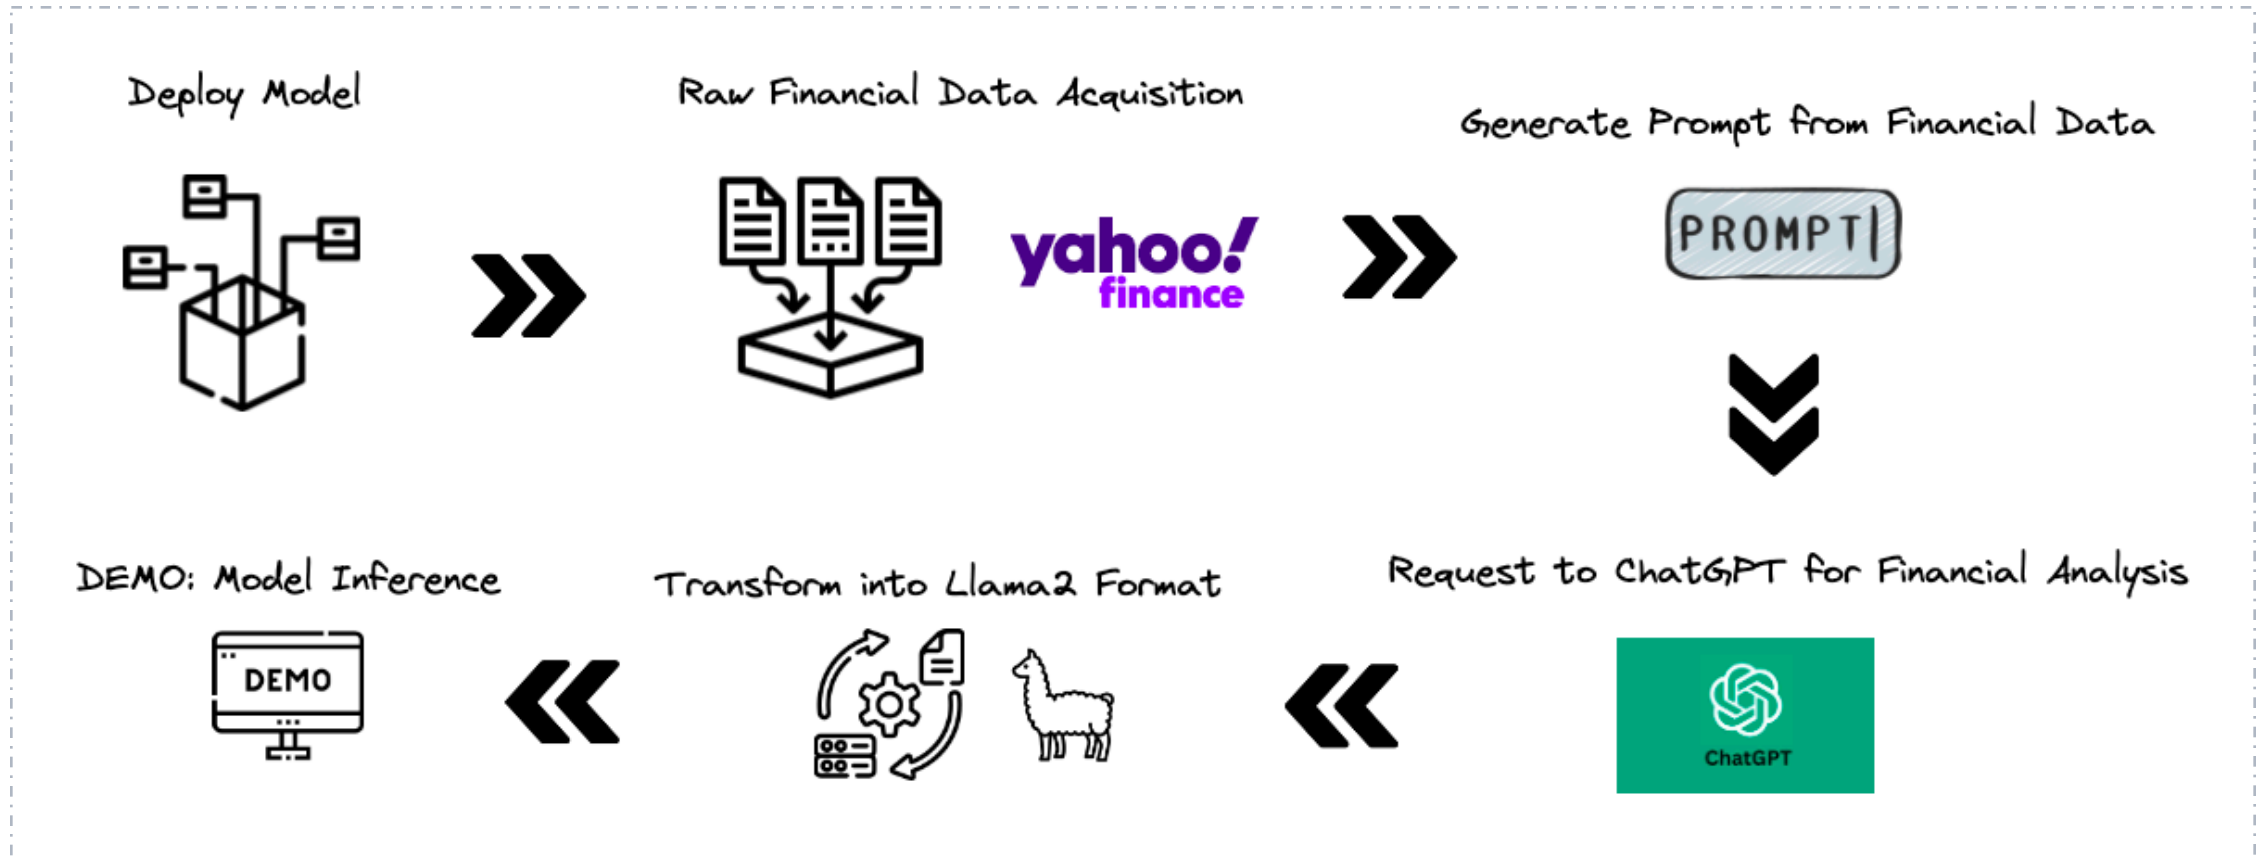 Deploy Model
Raw Financial Data Acquisition
yahoo!
finance
Generate Prompt from Financial Data
PROMPT|
Request to ChatGPT for Financial Analysis
ChatGPT
Transform into Llama2 Format
DEMO: Model Inference
DEMO